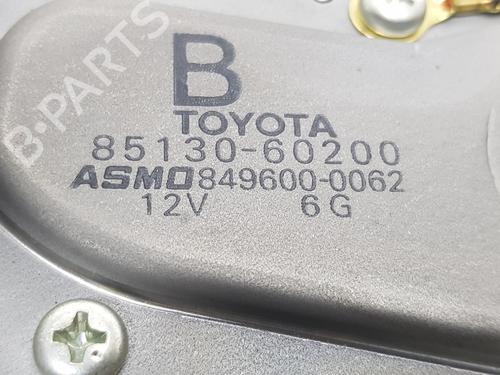 B-PARTS
B
TOYOTA
85130-60200
ASMO 849600-0062
12V 6G